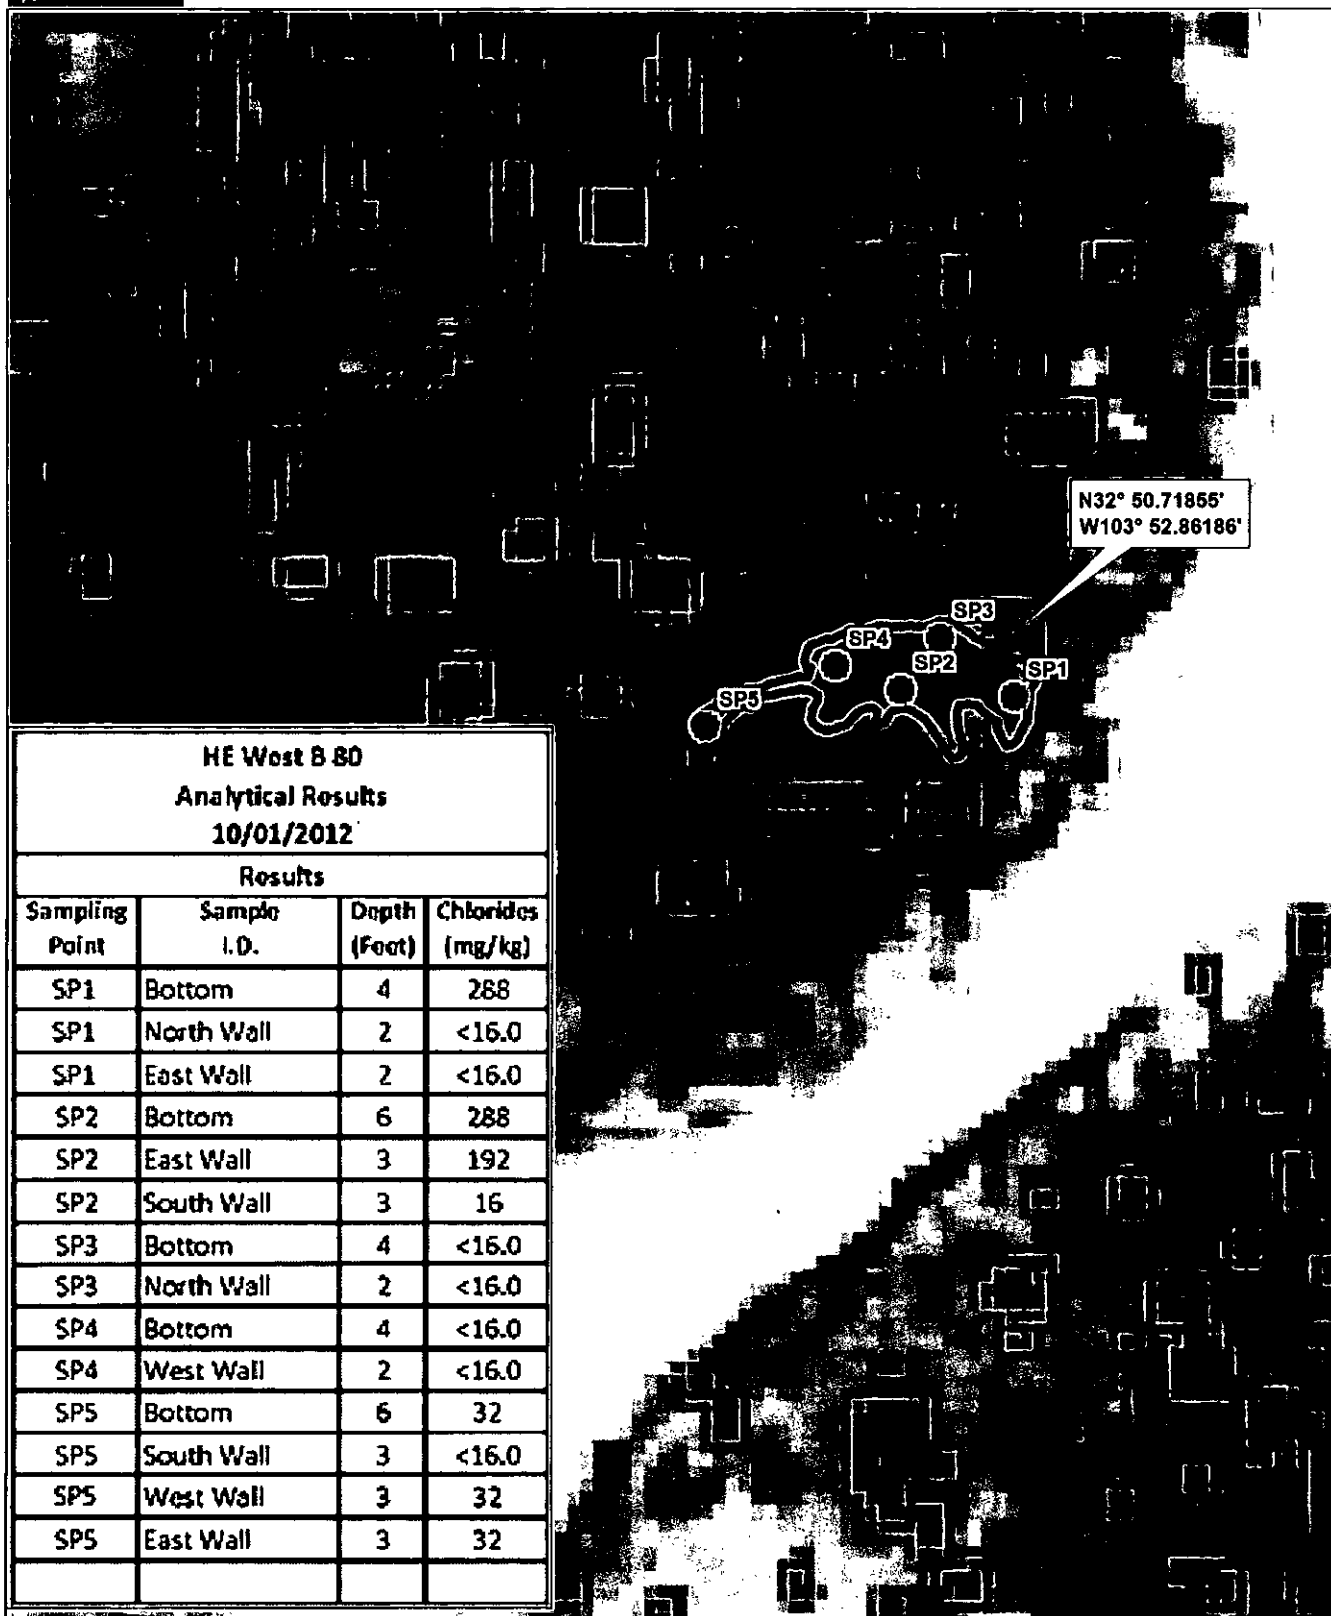 N32° 50.71855'
W103° 52.86186'
SP3
SP4
SP2
SP1
SP5
HE West B 80
Analytical Results
10/01/2012
Results
Sampling Point Sample I.D. Depth (Feet) Chlorides (mg/kg)
SP1 Bottom 4 288
SP1 North Wall 2 <16.0
SP1 East Wall 2 <16.0
SP2 Bottom 6 288
SP2 East Wall 3 192
SP2 South Wall 3 16
SP3 Bottom 4 <16.0
SP3 North Wall 2 <16.0
SP4 Bottom 4 <16.0
SP4 West Wall 2 <16.0
SP5 Bottom 6 32
SP5 South Wall 3 <16.0
SP5 West Wall 3 32
SP5 East Wall 3 32